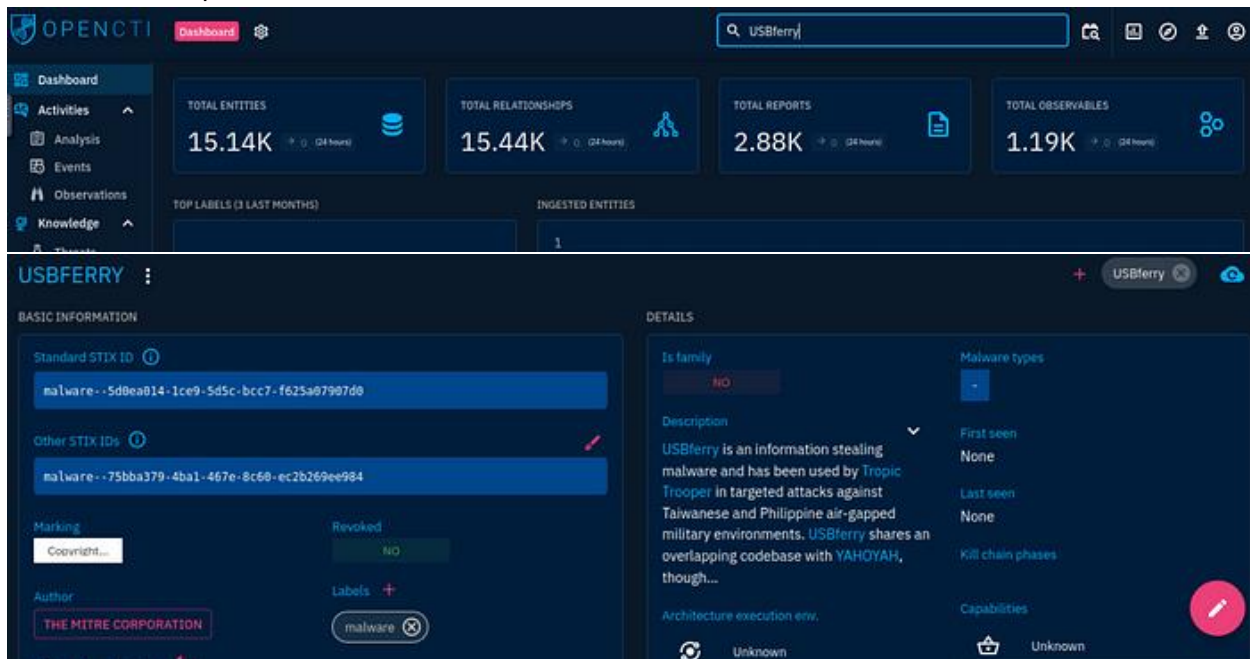 OPENCTI
Dashboard
USBferry
Dashboard
Activities
TOTAL ENTITIES
TOTAL RELATIONSHIPS
TOTAL REPORTS
TOTAL OBSERVABLES
Analysis
15.14K → 0 (24 hours)
15.44K → 0 (24 hours)
2.88K → 0 (24 hours)
1.19K → 0 (24 hours)
Events
Observations
TOP LABELS (3 LAST MONTHS)
INGESTED ENTITIES
Knowledge
1
Threats
USBFERRY
USBferry
BASIC INFORMATION
DETAILS
Standard STIX ID
malware--5d0ea014-1ce9-5d5c-bcc7-f625a07907d0
Other STIX IDs
malware--75bba379-4ba1-467e-8c60-ec2b269ee984
Marking
Copyright...
Revoked
NO
Author
THE MITRE CORPORATION
Labels +
malware
Is family
NO
Malware types
-
Description
USBferry is an information stealing
malware and has been used by Tropic
Trooper in targeted attacks against
Taiwanese and Philippine air-gapped
military environments. USBferry shares an
overlapping codebase with YAHOYAH,
though...
First seen
None
Last seen
None
Kill chain phases
Architecture execution env.
Unknown
Capabilities
Unknown